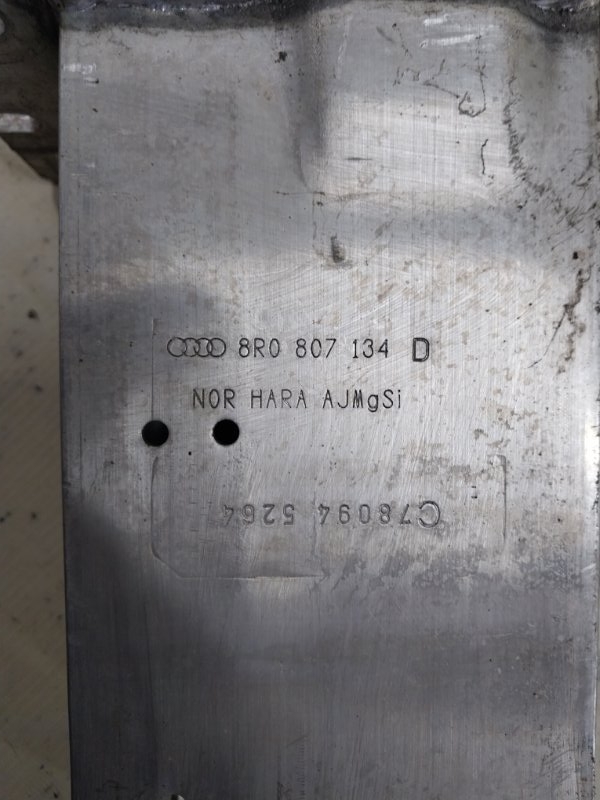 8R0 807 134 D
NOR HARA AJMgSi
C78094 5264